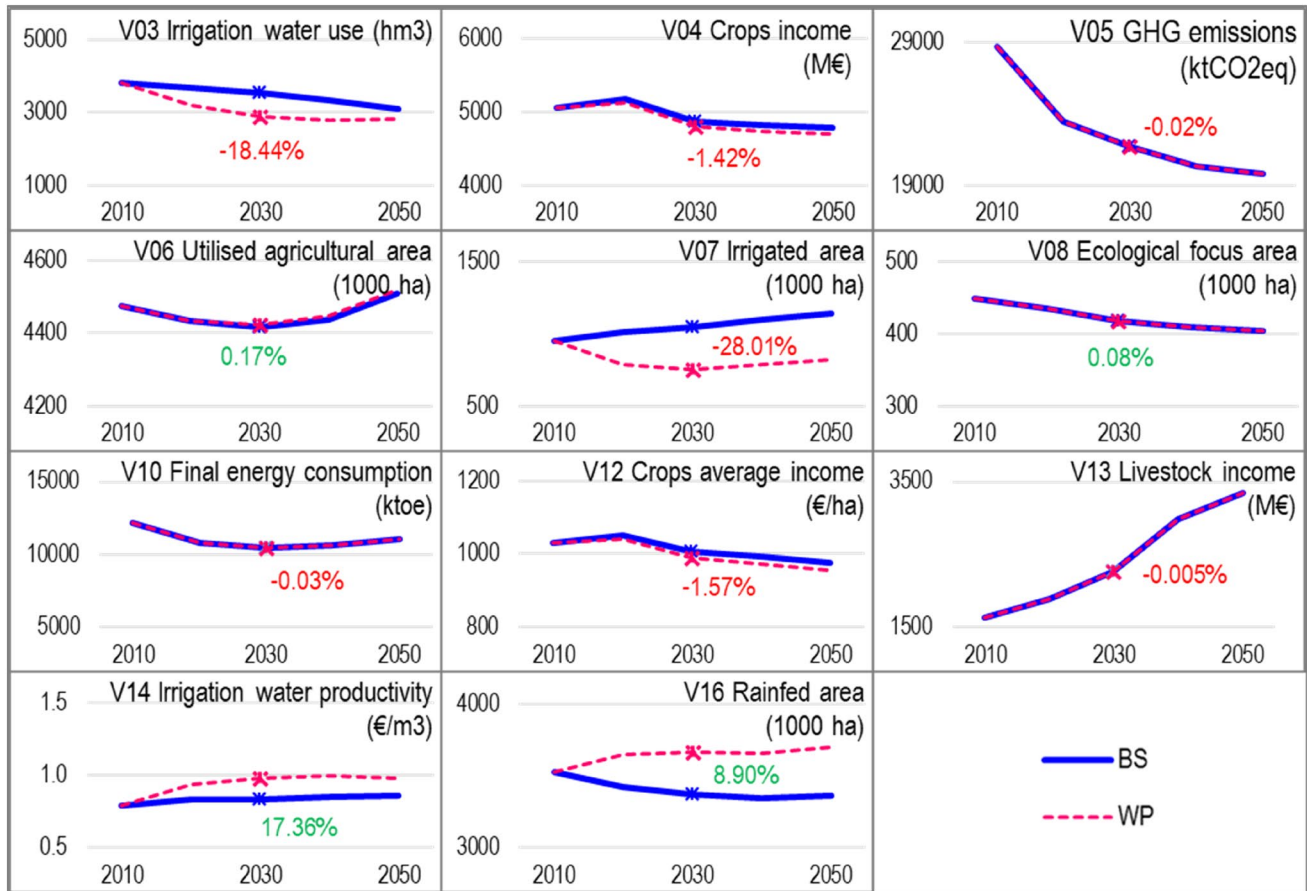 V03 Irrigation water use (hm3)
5000
3000
1000
-18.44%
2010 2030 2050
V04 Crops income
(M€)
6000
5000
4000
-1.42%
2010 2030 2050
V05 GHG emissions
(ktCO2eq)
29000
19000
-0.02%
2010 2030 2050
V06 Utilised agricultural area
(1000 ha)
4600
4400
4200
0.17%
2010 2030 2050
V07 Irrigated area
(1000 ha)
1500
500
-28.01%
2010 2030 2050
V08 Ecological focus area
(1000 ha)
500
400
300
0.08%
2010 2030 2050
V10 Final energy consumption
(ktoe)
15000
10000
5000
-0.03%
2010 2030 2050
V12 Crops average income
(€/ha)
1200
1000
800
-1.57%
2010 2030 2050
V13 Livestock income
(M€)
3500
1500
-0.005%
2010 2030 2050
V14 Irrigation water productivity
(€/m3)
1.5
1.0
0.5
17.36%
2010 2030 2050
V16 Rainfed area
(1000 ha)
4000
3000
8.90%
2010 2030 2050
BS
WP